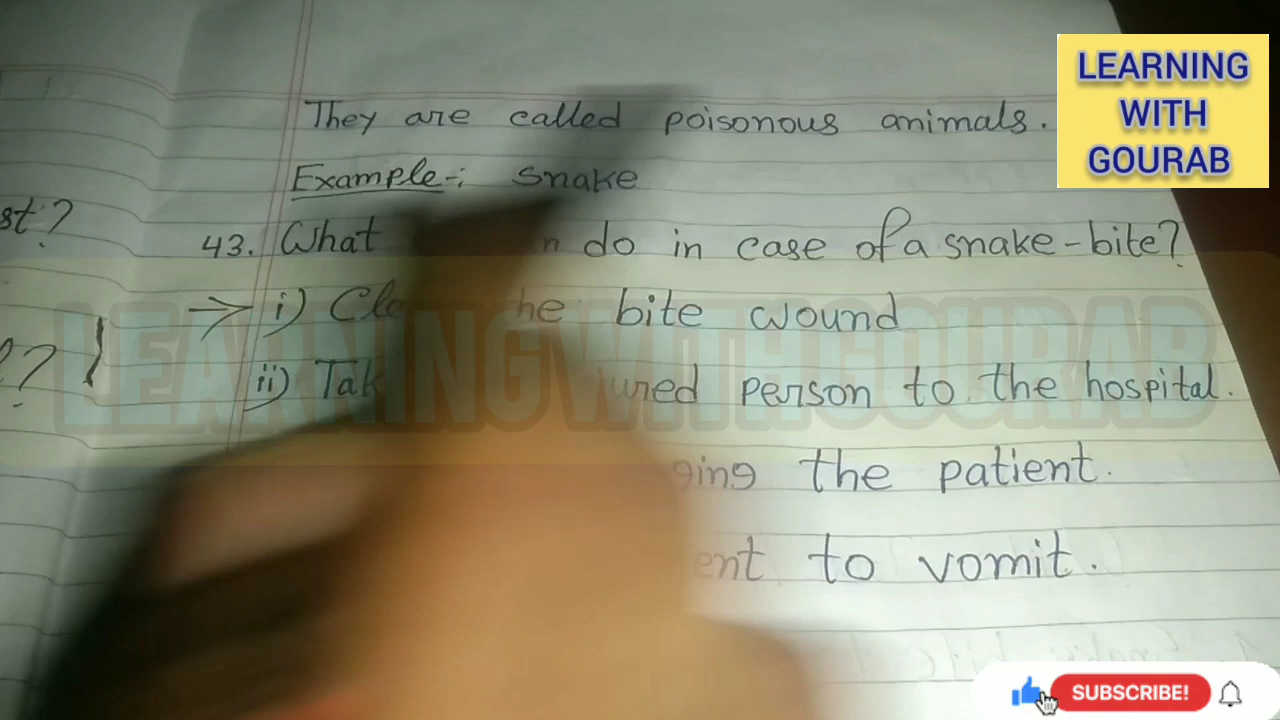 LEARNING
WITH
GOURAB
They are called poisonous animals.
Example -:  snake
st?
43. What do in case of a snake-bite?
→ i) bite wound
??
ii) person to the hospital.
the patient.
to vomit.
LEARNINGWITHGOURAB
SUBSCRIBE!